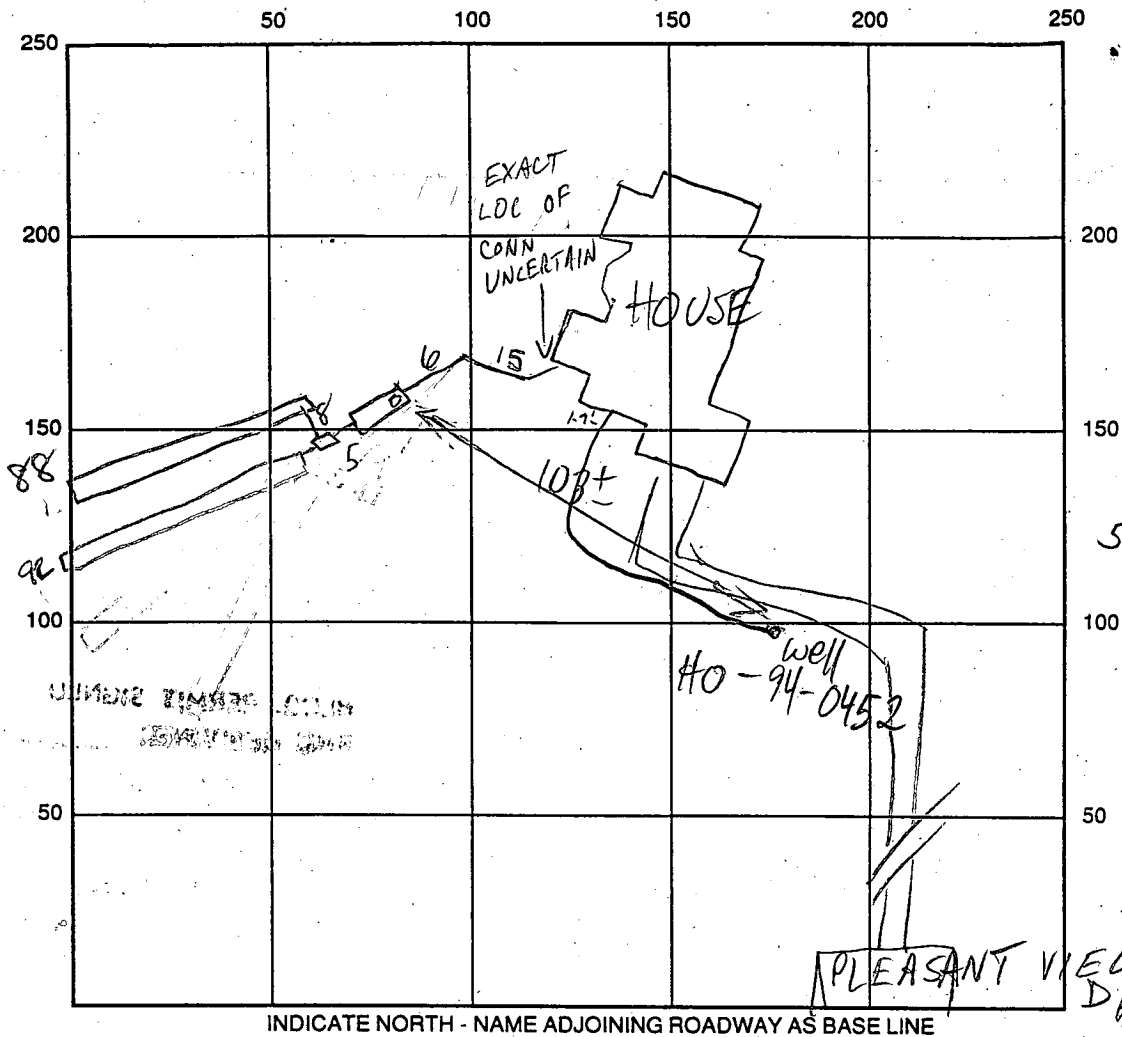 50 100 150 200 250
250
EXACT
LOC OF
CONN
UNCERTAIN
200 200
HOUSE
6 15
8
150 150
5
88
103±
92
100 100
well
HO-94-0452
50 50
PLEASANT
INDICATE NORTH - NAME ADJOINING ROADWAY AS BASE LINE